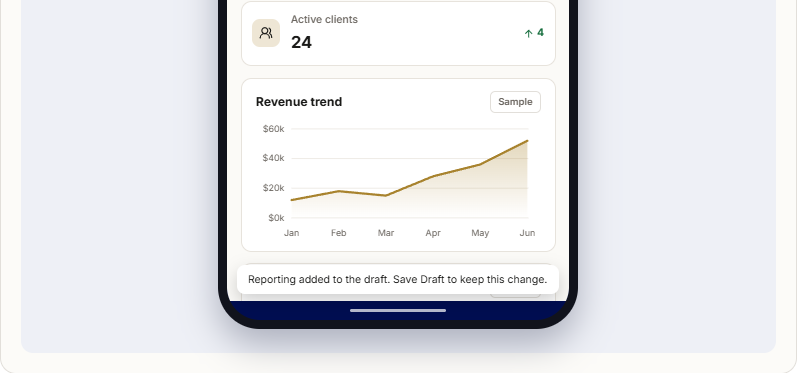 Active clients
24
↑ 4
Revenue trend
Sample
$60k
$40k
$20k
$0k
Jan Feb Mar Apr May Jun
Reporting added to the draft. Save Draft to keep this change.